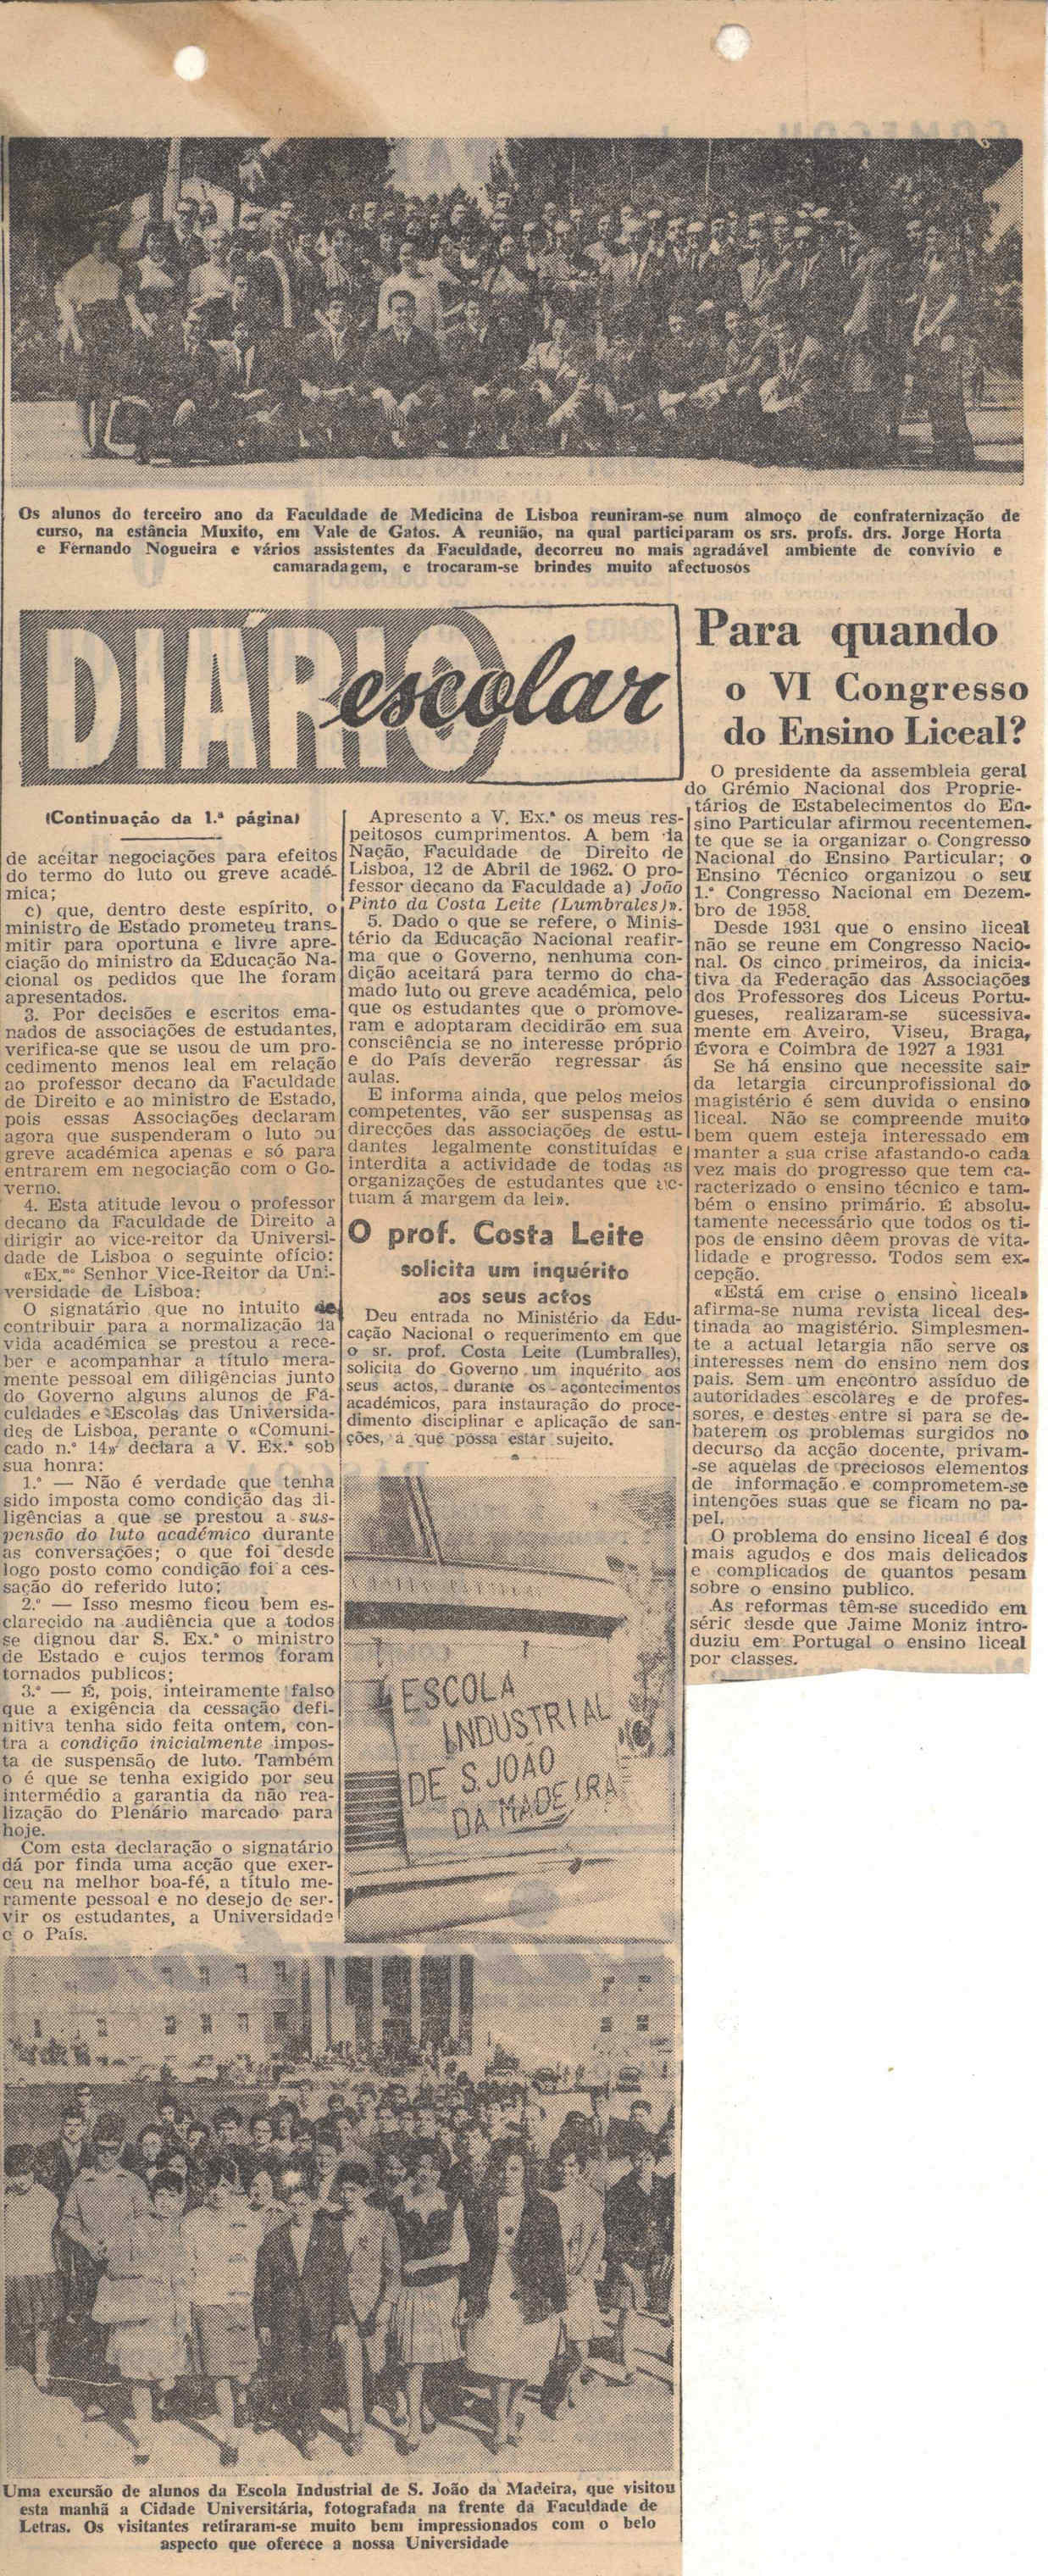 Os alunos do terceiro ano da Faculdade de Medicina de Lisboa reuniram-se num almoço de confraternização de
curso, na estância Muxito, em Vale de Gatos. A reunião, na qual participaram os srs. profs. drs. Jorge Horta
e Fernando Nogueira e vários assistentes da Faculdade, decorreu no mais agradável ambiente de convívio e
camaradagem, e trocaram-se brindes muito afectuosos
DIÁRIO escolar
(Continuação da 1.ª página)
de aceitar negociações para efeitos
do termo do luto ou greve acadé-
mica;
c) que, dentro deste espírito, o
ministro de Estado prometeu trans-
mitir para oportuna e livre apre-
ciação do ministro da Educação Na-
cional os pedidos que lhe foram
apresentados.
3. Por decisões e escritos ema-
nados de associações de estudantes,
verifica-se que se usou de um pro-
cedimento menos leal em relação
ao professor decano da Faculdade
de Direito e ao ministro de Estado,
pois essas Associações declaram
agora que suspenderam o luto ou
greve académica apenas e só para
entrarem em negociação com o Go-
verno.
4. Esta atitude levou o professor
decano da Faculdade de Direito a
dirigir ao vice-reitor da Universi-
dade de Lisboa o seguinte ofício:
«Ex.mo Senhor Vice-Reitor da Uni-
versidade de Lisboa:
O signatário que no intuito de
contribuir para a normalização da
vida académica se prestou a rece-
ber e acompanhar a título mera-
mente pessoal em diligências junto
do Governo alguns alunos de Fa-
culdades e Escolas das Universida-
des de Lisboa, perante o «Comuni-
cado n.º 14» declara a V. Ex.ª sob
sua honra:
1.º — Não é verdade que tenha
sido imposta como condição das di-
ligências a que se prestou a sus-
pensão do luto académico durante
as conversações; o que foi desde
logo posto como condição foi a ces-
sação do referido luto;
2.º — Isso mesmo ficou bem es-
clarecido na audiência que a todos
se dignou dar S. Ex.ª o ministro
de Estado e cujos termos foram
tornados publicos;
3.º — É, pois, inteiramente falso
que a exigência da cessação defi-
nitiva tenha sido feita ontem, con-
tra a condição inicialmente impos-
ta de suspensão de luto. Também
o é que se tenha exigido por seu
intermédio a garantia da não rea-
lização do Plenário marcado para
hoje.
Com esta declaração o signatário
dá por finda uma acção que exer-
ceu na melhor boa-fé, a título me-
ramente pessoal e no desejo de ser-
vir os estudantes, a Universidade
e o País.
Apresento a V. Ex.ª os meus res-
peitosos cumprimentos. A bem da
Nação, Faculdade de Direito de
Lisboa, 12 de Abril de 1962. O pro-
fessor decano da Faculdade a) João
Pinto da Costa Leite (Lumbrales)».
5. Dado o que se refere, o Minis-
tério da Educação Nacional reafir-
ma que o Governo, nenhuma con-
dição aceitará para termo do cha-
mado luto ou greve académica, pelo
que os estudantes que o promove-
ram e adoptaram decidirão em sua
consciência se no interesse próprio
e do País deverão regressar ás
aulas.
E informa ainda, que pelos meios
competentes, vão ser suspensas as
direcções das associações de estu-
dantes legalmente constituídas e
interdita a actividade de todas as
organizações de estudantes que ac-
tuam á margem da lei».
O prof. Costa Leite
solicita um inquérito
aos seus actos
Deu entrada no Ministério da Edu-
cação Nacional o requerimento em que
o sr. prof. Costa Leite (Lumbralles),
solicita do Governo um inquérito aos
seus actos, durante os acontecimentos
académicos, para instauração do proce-
dimento disciplinar e aplicação de san-
ções, a que possa estar sujeito.
ESCOLA
INDUSTRIAL
DE S. JOÃO
DA MADEIRA
Para quando
o VI Congresso
do Ensino Liceal?
O presidente da assembleia geral
do Grémio Nacional dos Proprie-
tários de Estabelecimentos do En-
sino Particular afirmou recentemen-
te que se ia organizar o Congresso
Nacional do Ensino Particular; o
Ensino Técnico organizou o seu
1.º Congresso Nacional em Dezem-
bro de 1958.
Desde 1931 que o ensino liceal
não se reune em Congresso Nacio-
nal. Os cinco primeiros, da inicia-
tiva da Federação das Associações
dos Professores dos Liceus Portu-
gueses, realizaram-se sucessiva-
mente em Aveiro, Viseu, Braga,
Évora e Coimbra de 1927 a 1931
Se há ensino que necessite sair
da letargia circunprofissional do
magistério é sem duvida o ensino
liceal. Não se compreende muito
bem quem esteja interessado em
manter a sua crise afastando-o cada
vez mais do progresso que tem ca-
racterizado o ensino técnico e tam-
bém o ensino primário. É absolu-
tamente necessário que todos os ti-
pos de ensino dêem provas de vita-
lidade e progresso. Todos sem ex-
cepção.
«Está em crise o ensino liceal»
afirma-se numa revista liceal des-
tinada ao magistério. Simplesmen-
te a actual letargia não serve os
interesses nem do ensino nem dos
pais. Sem um encontro assíduo de
autoridades escolares e de profes-
sores, e destes entre si para se de-
baterem os problemas surgidos no
decurso da acção docente, privam-
-se aquelas de preciosos elementos
de informação e comprometem-se
intenções suas que se ficam no pa-
pel.
O problema do ensino liceal é dos
mais agudos e dos mais delicados
e complicados de quantos pesam
sobre o ensino publico.
As reformas têm-se sucedido em
série desde que Jaime Moniz intro-
duziu em Portugal o ensino liceal
por classes.
Uma excursão de alunos da Escola Industrial de S. João da Madeira, que visitou
esta manhã a Cidade Universitária, fotografada na frente da Faculdade de
Letras. Os visitantes retiraram-se muito bem impressionados com o belo
aspecto que oferece a nossa Universidade